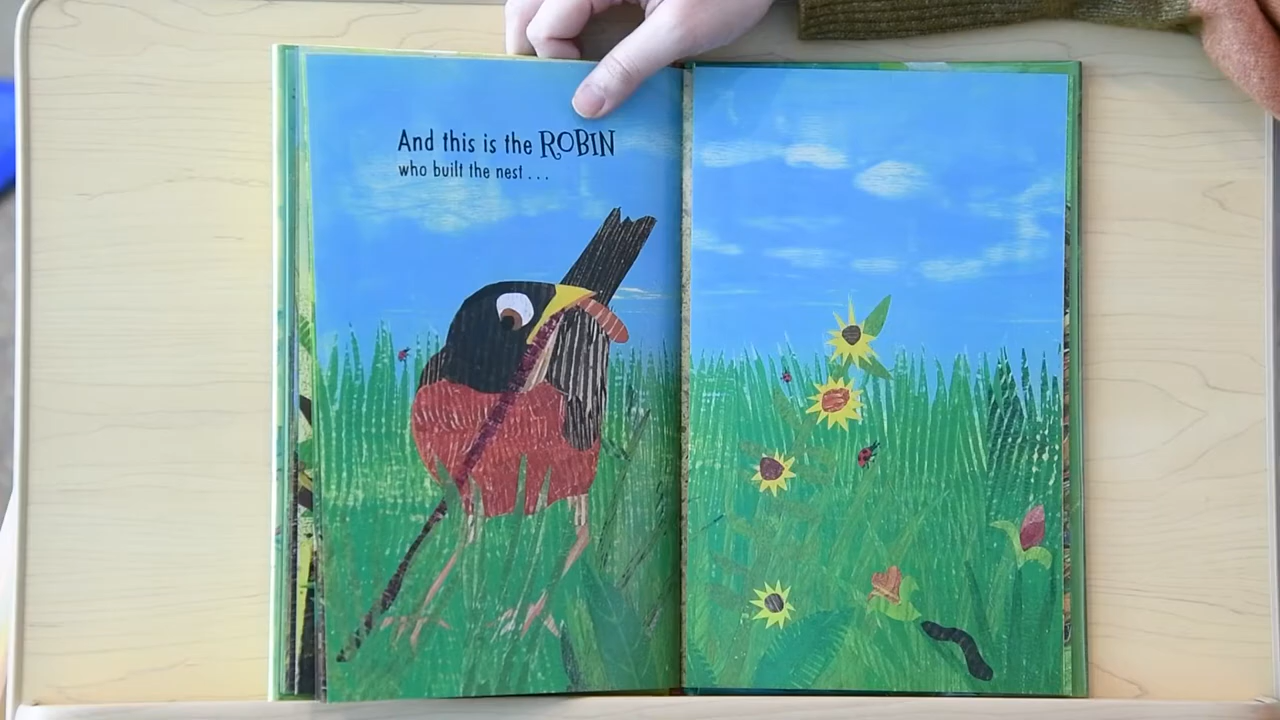 And this is the ROBIN
who built the nest . . .